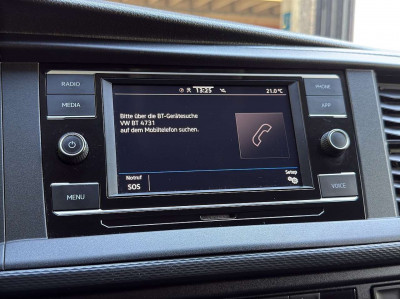 RADIO
MEDIA
MENU
13:25
21.0°C
Bitte über die BT-Gerätesuche
VW BT 4731
auf dem Mobiltelefon suchen.
Notruf
SOS
Setup
PHONE
APP
VOICE